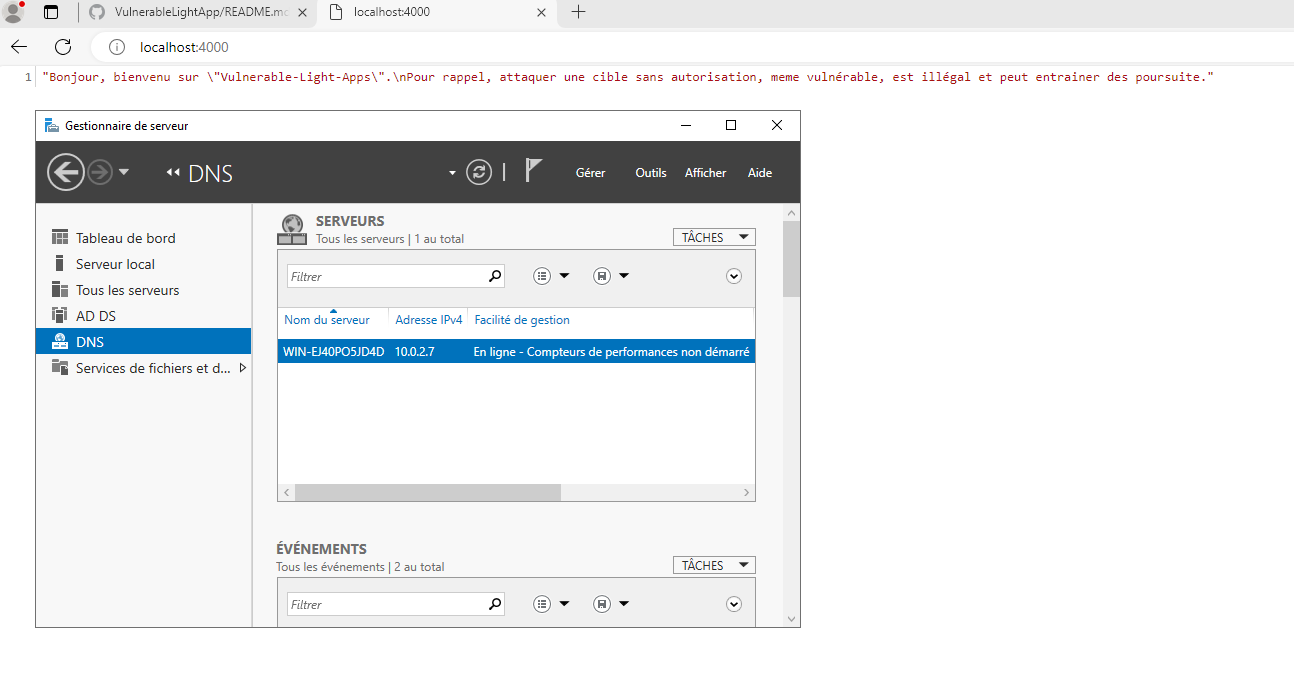 VulnerableLightApp/README.mc
localhost:4000
localhost:4000
1 "Bonjour, bienvenu sur \"Vulnerable-Light-Apps\".\nPour rappel, attaquer une cible sans autorisation, meme vulnérable, est illégal et peut entrainer des poursuite."
Gestionnaire de serveur
DNS
Gérer Outils Afficher Aide
Tableau de bord
Serveur local
Tous les serveurs
AD DS
DNS
Services de fichiers et d...
SERVEURS
Tous les serveurs | 1 au total
TÂCHES
Filtrer
Nom du serveur Adresse IPv4 Facilité de gestion
WIN-EJ40PO5JD4D 10.0.2.7 En ligne - Compteurs de performances non démarré
ÉVÉNEMENTS
Tous les événements | 2 au total
TÂCHES
Filtrer